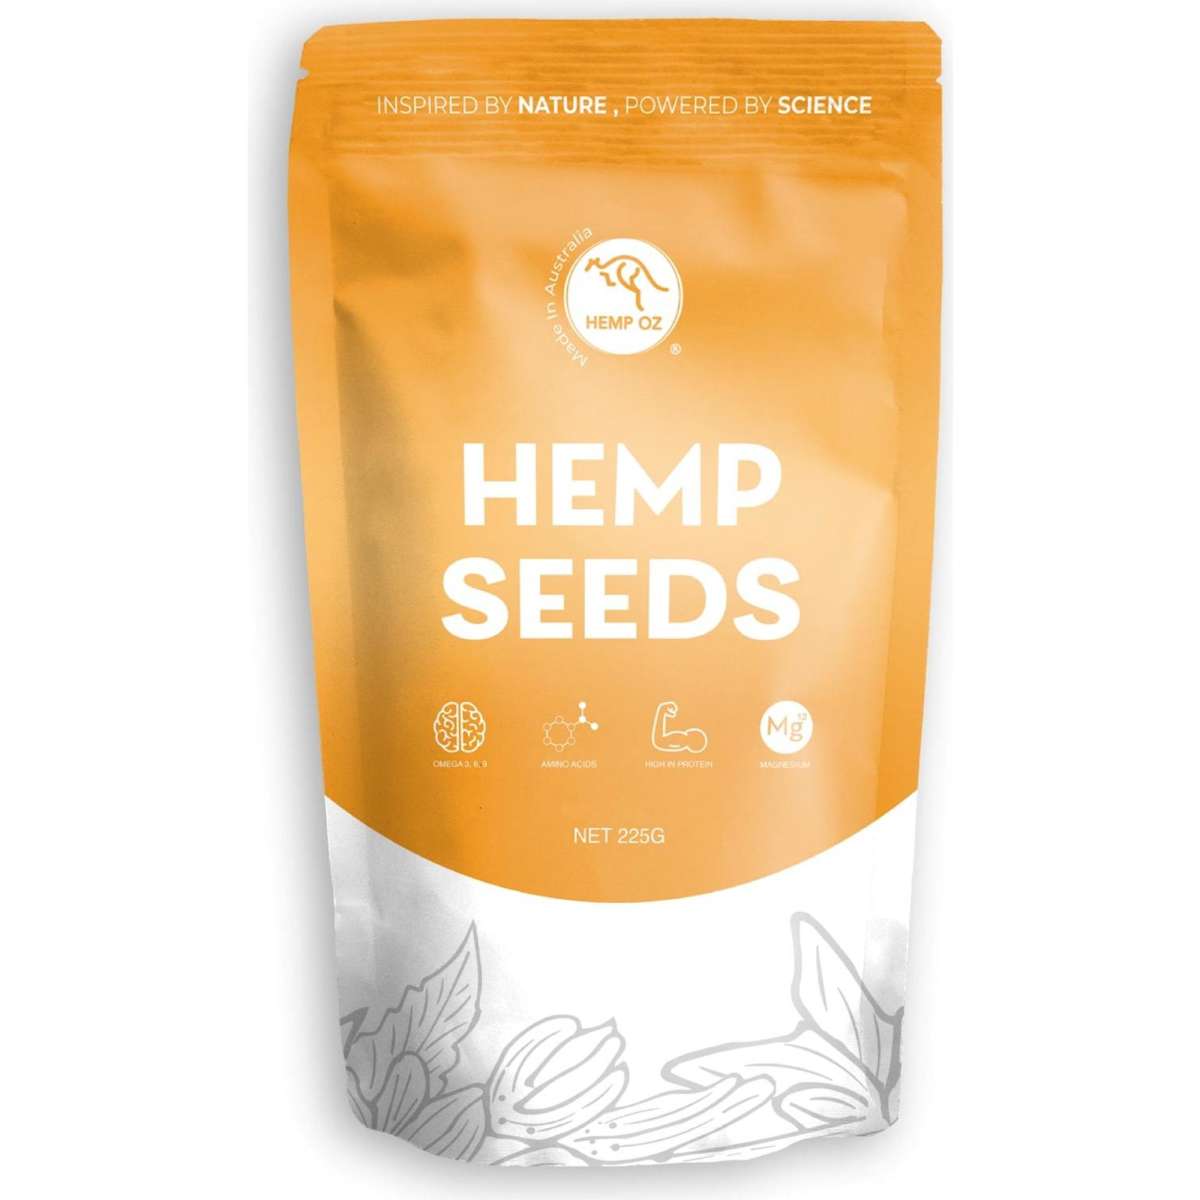 INSPIRED BY NATURE , POWERED BY SCIENCE
Made In Australia
HEMP OZ
®
HEMP
SEEDS
OMEGA 3, 6, 9
AMINO ACIDS
HIGH IN PROTEIN
Mg 12
MAGNESIUM
NET 225G